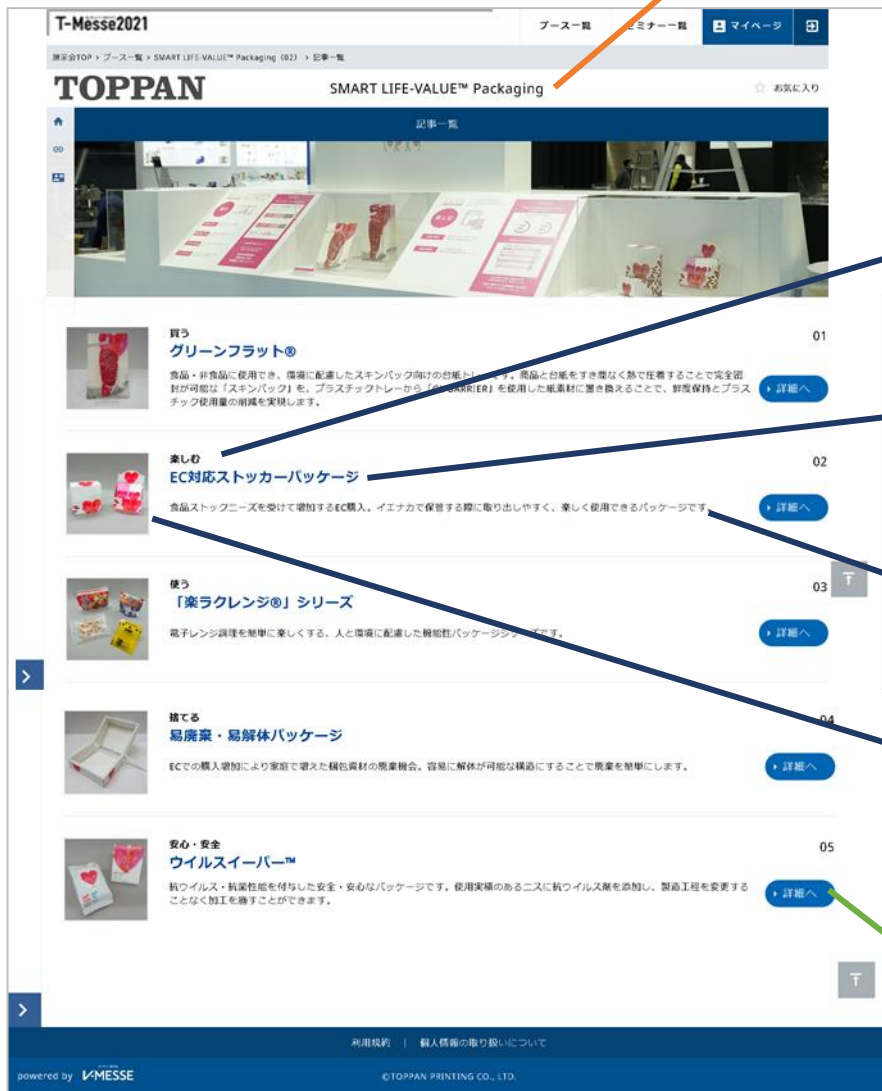 T-Messe2021
ブース一覧
セミナー一覧
マイページ
展示会TOP › ブース一覧 › SMART LIFE-VALUE™ Packaging (02) › 記事一覧
TOPPAN
SMART LIFE-VALUE™ Packaging
☆ お気に入り
記事一覧
買う
01
グリーンフラット®
食品・非食品に使用でき、環境に配慮したスキンパック向けの台紙トレーです。商品と台紙をすき間なく熱で圧着することで完全密
封が可能な「スキンパック」を、プラスチックトレーから「 BARRIER」を使用した紙素材に置き換えることで、鮮度保持とプラス
チック使用量の削減を実現します。
詳細へ
楽しむ
02
EC対応ストッカーパッケージ
食品ストックニーズを受けて増加するEC購入。イエナカで保管する際に取り出しやすく、楽しく使用できるパッケージです。
詳細へ
使う
03
「楽ラクレンジ®」シリーズ
電子レンジ調理を簡単に楽しくする、人と環境に配慮した機能性パッケージシリーズです。
詳細へ
捨てる
04
易廃棄・易解体パッケージ
ECでの購入増加により家庭で増えた梱包資材の廃棄機会。容易に解体が可能な構造にすることで廃棄を簡単にします。
詳細へ
安心・安全
05
ウイルスイーパー™
抗ウイルス・抗菌性能を付与した安全・安心なパッケージです。使用実績のあるニスに抗ウイルス剤を添加し、製造工程を変更する
ことなく加工を施すことができます。
詳細へ
利用規約 | 個人情報の取り扱いについて
powered by V-MESSE
©TOPPAN PRINTING CO., LTD.